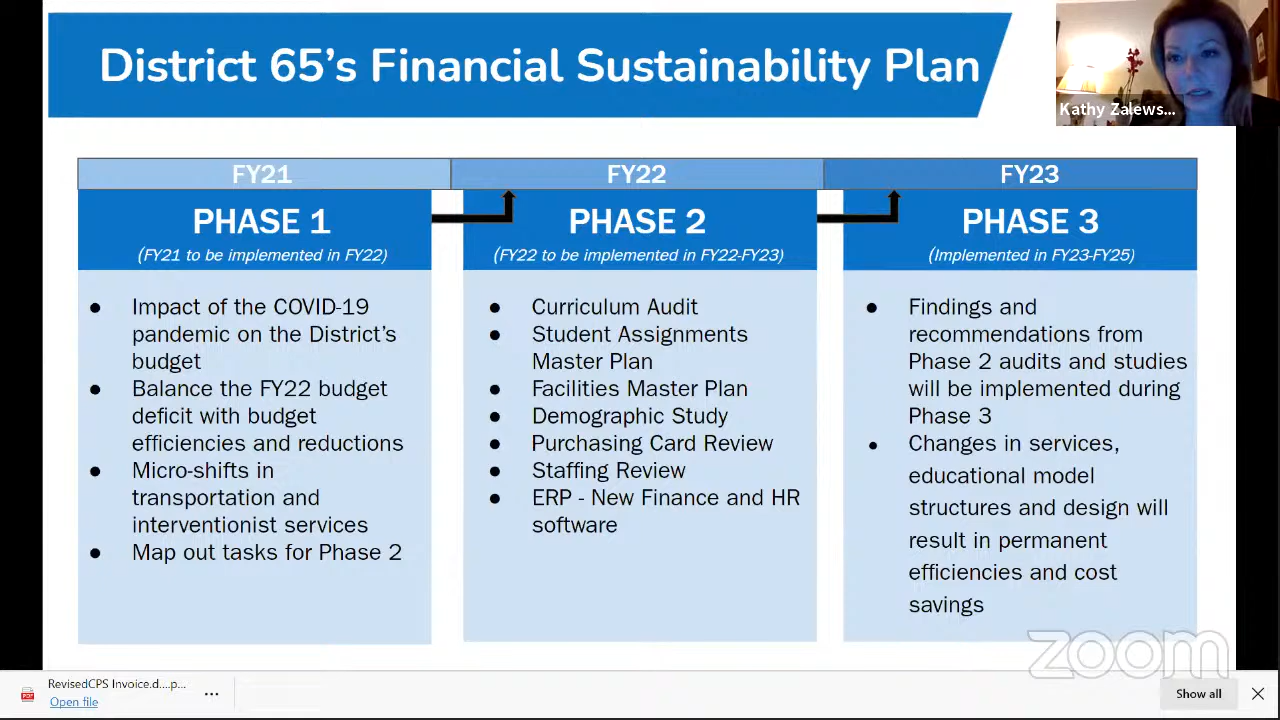 District 65's Financial Sustainability Plan
Kathy Zalews...
FY21
FY22
FY23
PHASE 1
(FY21 to be implemented in FY22)
PHASE 2
(FY22 to be implemented in FY22-FY23)
PHASE 3
(Implemented in FY23-FY25)
● Impact of the COVID-19
pandemic on the District's
budget
● Balance the FY22 budget
deficit with budget
efficiencies and reductions
● Micro-shifts in
transportation and
interventionist services
● Map out tasks for Phase 2
● Curriculum Audit
● Student Assignments
Master Plan
● Facilities Master Plan
● Demographic Study
● Purchasing Card Review
● Staffing Review
● ERP - New Finance and HR
software
● Findings and
recommendations from
Phase 2 audits and studies
will be implemented during
Phase 3
● Changes in services,
educational model
structures and design will
result in permanent
efficiencies and cost
savings
zoom
PDF
RevisedCPS Invoice.d....p...
Open file
...
Show all